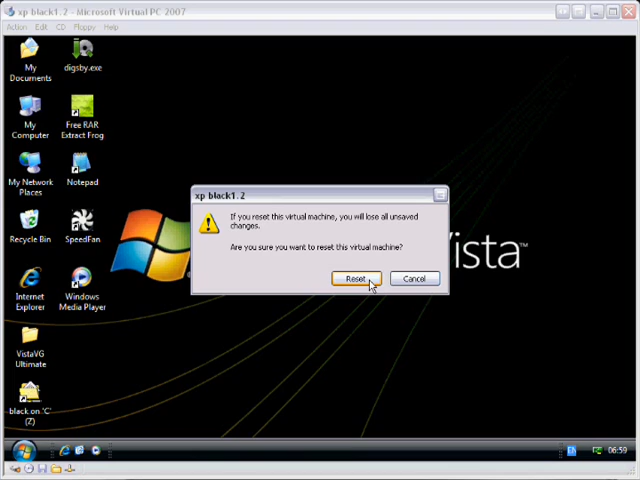 xp black1.2 - Microsoft Virtual PC 2007
Action Edit CD Floppy Help
My Documents
digsby.exe
My Computer
Free RAR Extract Frog
My Network Places
Notepad
Recycle Bin
SpeedFan
Internet Explorer
Windows Media Player
VistaVG Ultimate
black on 'C' (Z)
xp black1.2
If you reset this virtual machine, you will lose all unsaved
changes.
Are you sure you want to reset this virtual machine?
Reset
Cancel
Vista™
06:59